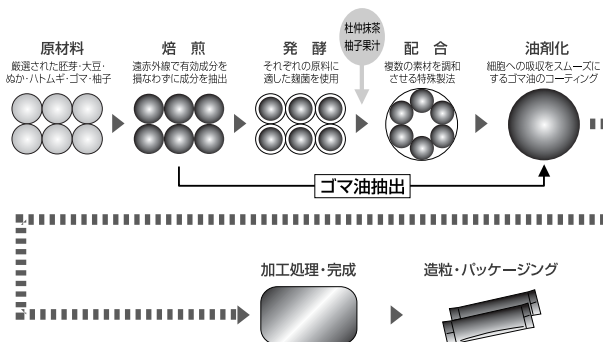 杜仲抹茶
柚子果汁
原材料
厳選された胚芽・大豆・
ぬか・ハトムギ・ゴマ・柚子
焙 煎
遠赤外線で有効成分を
損なわずに成分を抽出
発 酵
それぞれの原料に
適した麹菌を使用
配 合
複数の素材を調和
させる特殊製法
油剤化
細胞への吸収をスムーズに
するゴマ油のコーティング
ゴマ油抽出
加工処理・完成
造粒・パッケージング